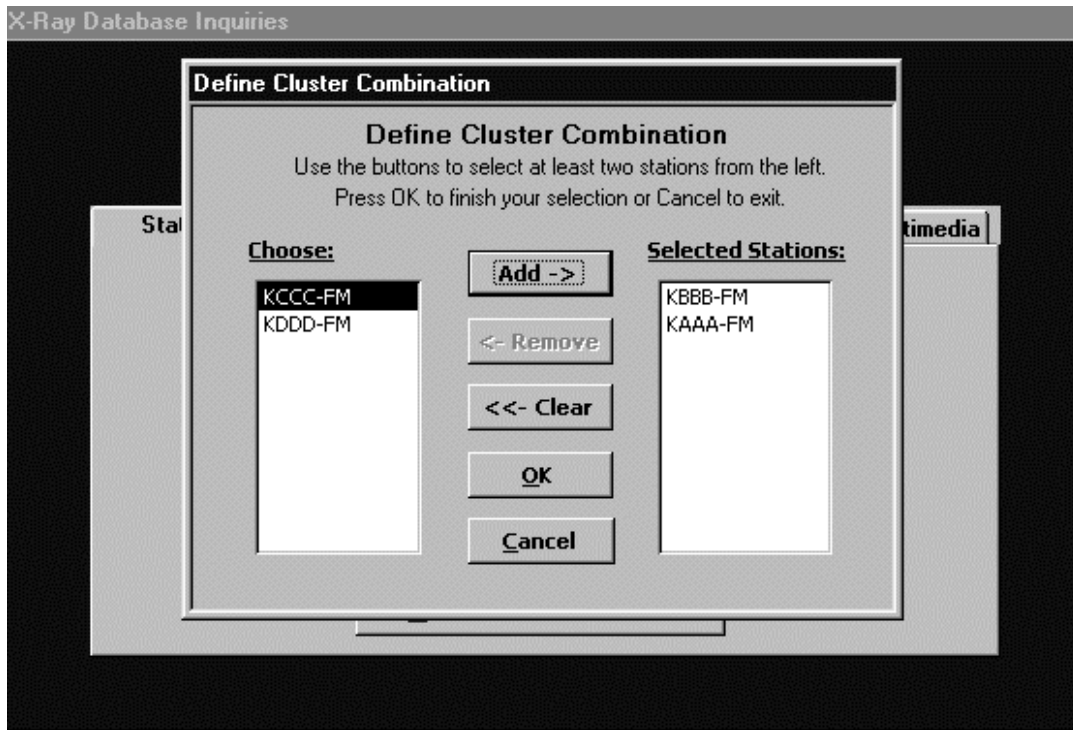 X-Ray Database Inquiries
Define Cluster Combination
Define Cluster Combination
Use the buttons to select at least two stations from the left.
Press OK to finish your selection or Cancel to exit.
Choose:
KCCC-FM
KDDD-FM
Add ->
<- Remove
<<- Clear
OK
Cancel
Selected Stations:
KBBB-FM
KAAA-FM